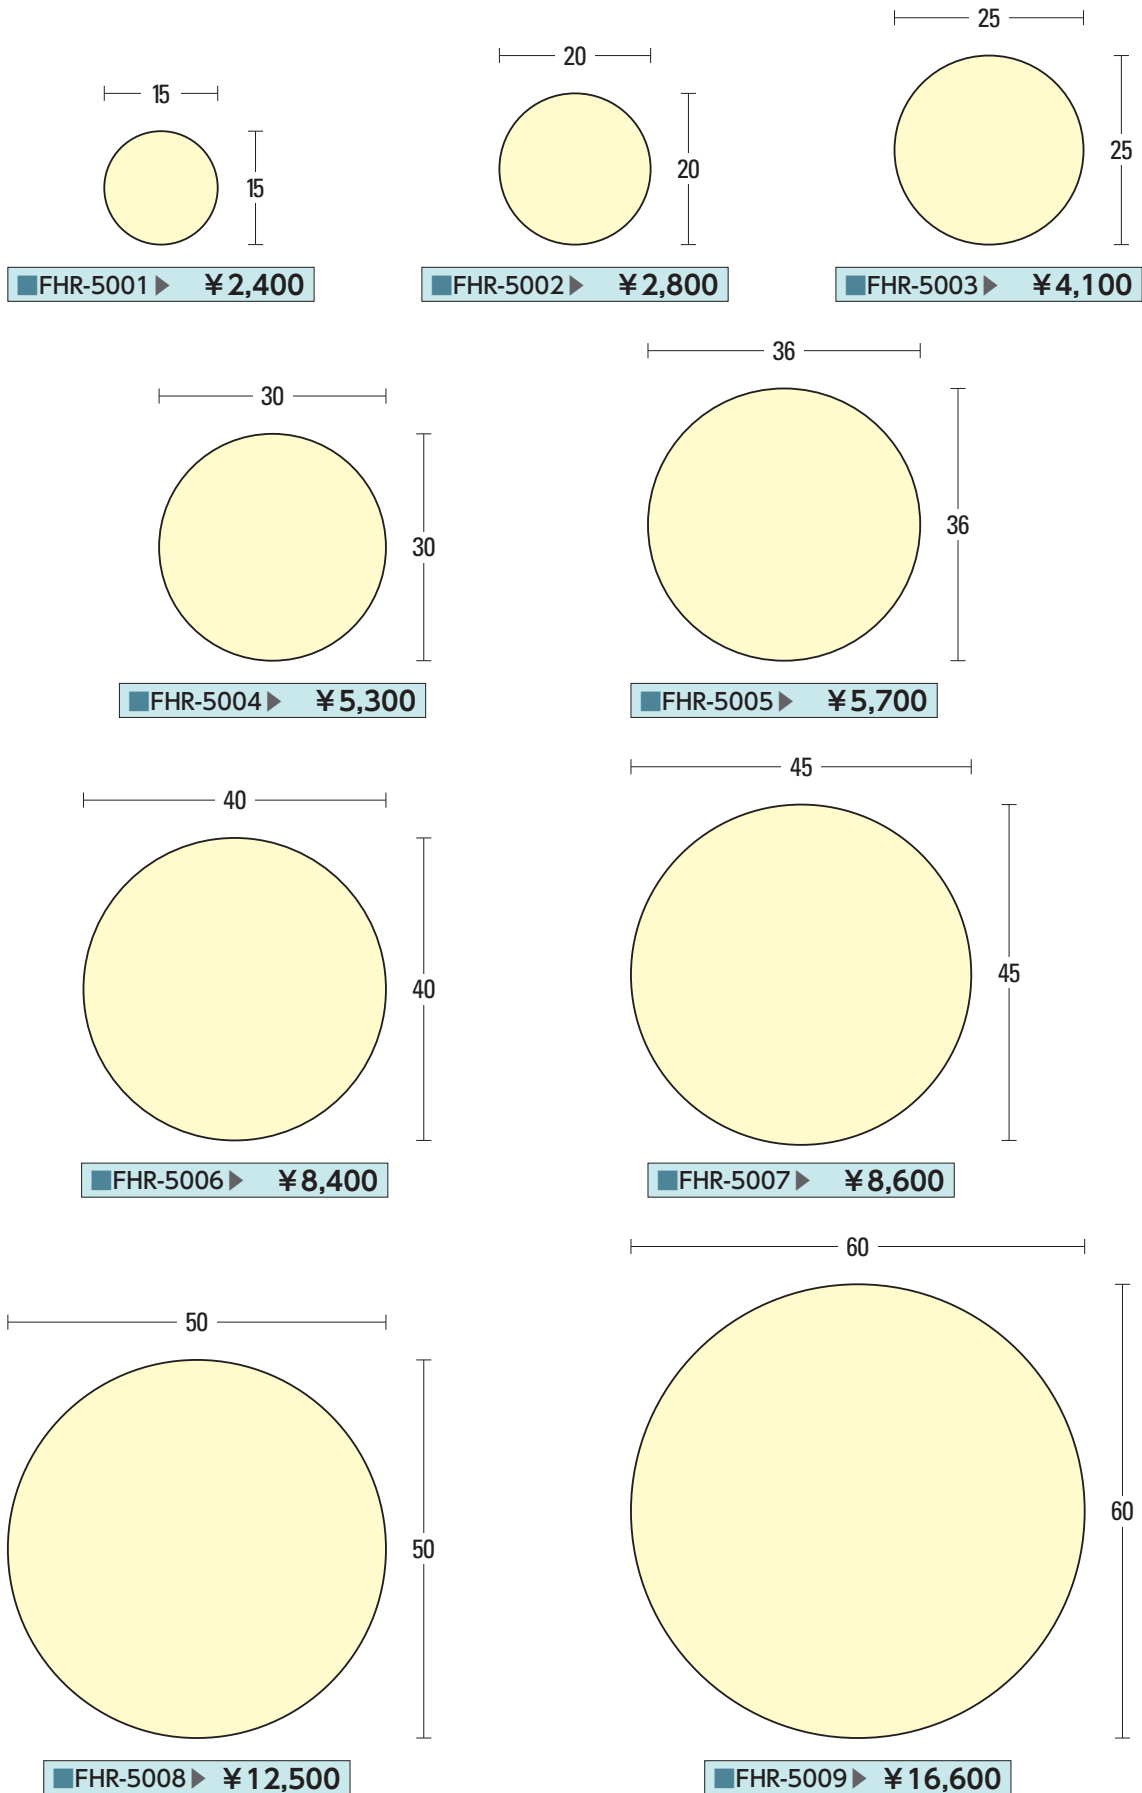 15
15
■FHR-5001▶ ¥2,400
20
20
■FHR-5002▶ ¥2,800
25
25
■FHR-5003▶ ¥4,100
30
30
■FHR-5004▶ ¥5,300
36
36
■FHR-5005▶ ¥5,700
40
40
■FHR-5006▶ ¥8,400
45
45
■FHR-5007▶ ¥8,600
50
50
■FHR-5008▶ ¥12,500
60
60
■FHR-5009▶ ¥16,600